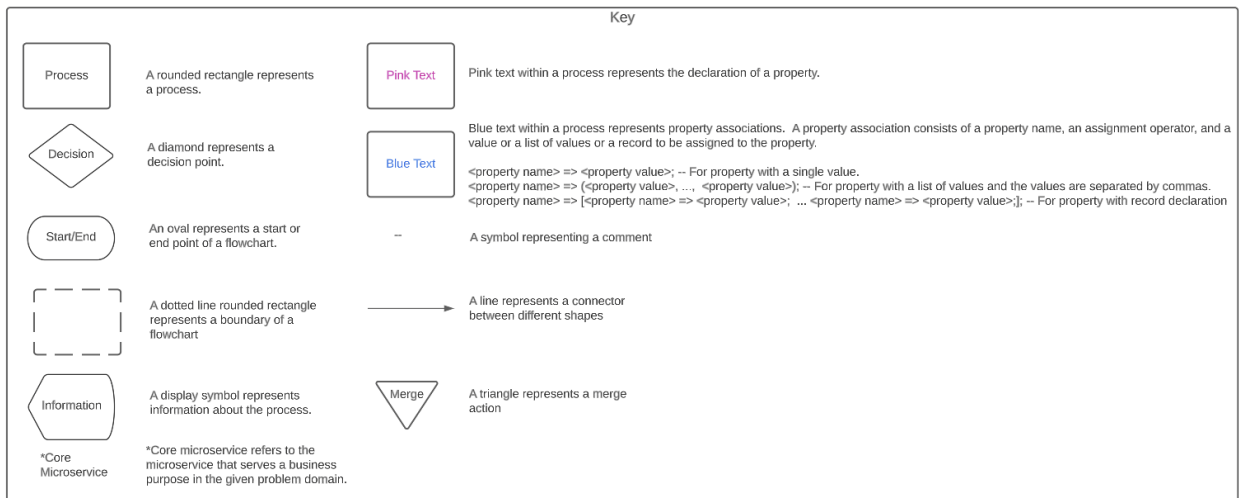 Key
Process
A rounded rectangle represents
a process.
Pink Text
Pink text within a process represents the declaration of a property.
Decision
A diamond represents a
decision point.
Blue Text
Blue text within a process represents property associations. A property association consists of a property name, an assignment operator, and a
value or a list of values or a record to be assigned to the property.
<property name> => <property value>; -- For property with a single value.
<property name> => (<property value>, ..., <property value>); -- For property with a list of values and the values are separated by commas.
<property name> => [<property name> => <property value>; ... <property name> => <property value>;]; -- For property with record declaration
Start/End
An oval represents a start or
end point of a flowchart.
--
A symbol representing a comment
A dotted line rounded rectangle
represents a boundary of a
flowchart
A line represents a connector
between different shapes
Information
A display symbol represents
information about the process.
Merge
A triangle represents a merge
action
*Core
Microservice
*Core microservice refers to the
microservice that serves a business
purpose in the given problem domain.